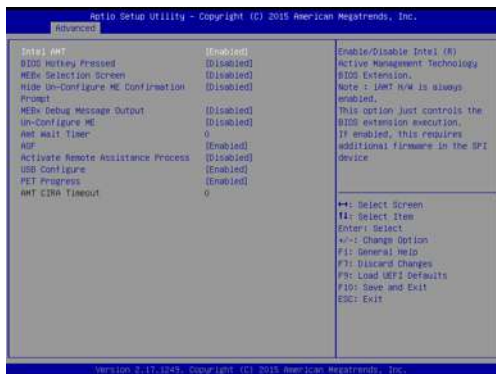 Aptio Setup Utility - Copyright (C) 2015 American Megatrends, Inc.
Advanced
Intel AMT [Enabled]
BIOS Hotkey Pressed [Disabled]
MEBx Selection Screen [Disabled]
Hide Un-Configure ME Confirmation [Disabled]
Prompt
MEBx Debug Message Output [Disabled]
Un-Configure ME [Disabled]
Amt Wait Timer 0
ASF [Enabled]
Activate Remote Assistance Process [Disabled]
USB Configure [Enabled]
PET Progress [Enabled]
AMT CIRA Timeout 0
Enable/Disable Intel (R)
Active Management Technology
BIOS Extension.
Note : iAMT H/W is always
enabled.
This option just controls the
BIOS extension execution.
If enabled, this requires
additional firmware in the SPI
device
→←: Select Screen
↑↓: Select Item
Enter: Select
+/-: Change Option
F1: General Help
F7: Discard Changes
F9: Load UEFI Defaults
F10: Save and Exit
ESC: Exit
Version 2.17.1249. Copyright (C) 2015 American Megatrends, Inc.